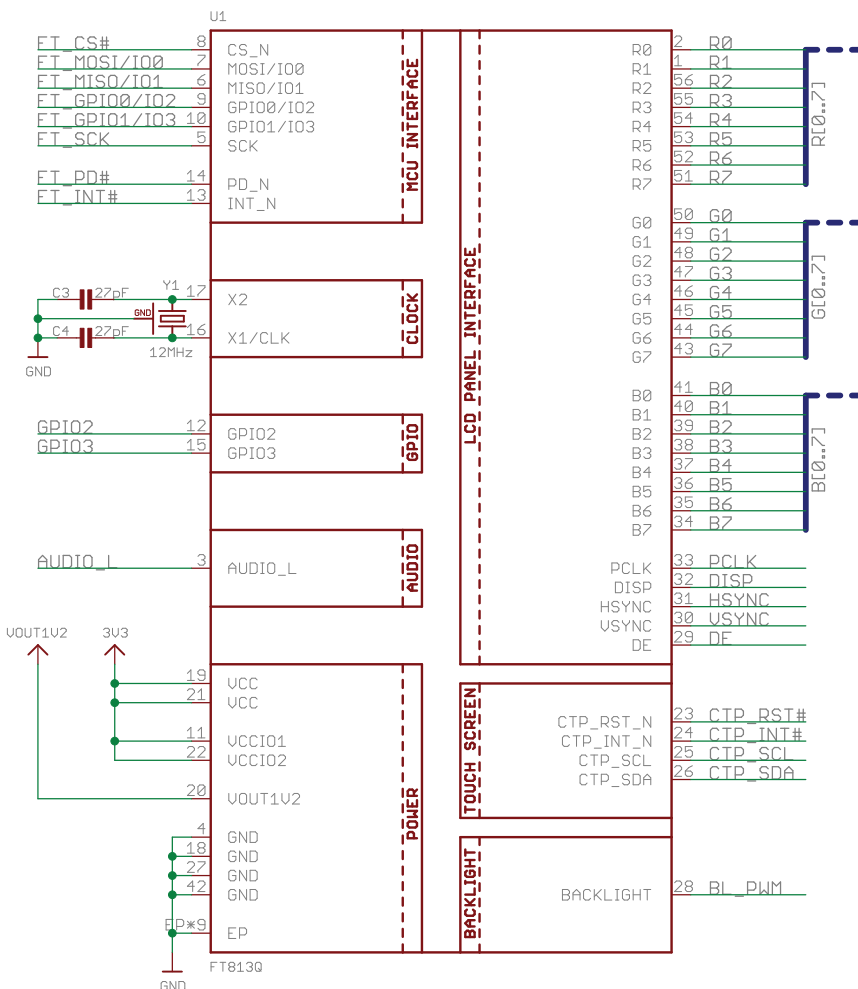 U1
FT_CS# 8 CS_N
FT_MOSI/IO0 7 MOSI/IO0
FT_MISO/IO1 6 MISO/IO1
FT_GPIO0/IO2 9 GPIO0/IO2
FT_GPIO1/IO3 10 GPIO1/IO3
FT_SCK 5 SCK
FT_PD# 14 PD_N
FT_INT# 13 INT_N
MCU INTERFACE
C3 27pF Y1 17 X2
GND
C4 27pF 16 X1/CLK
12MHz
GND
CLOCK
GPIO2 12 GPIO2
GPIO3 15 GPIO3
GPIO
AUDIO_L 3 AUDIO_L
AUDIO
VOUT1V2 3V3
19 VCC
21 VCC
11 VCCIO1
22 VCCIO2
20 VOUT1V2
4 GND
18 GND
27 GND
42 GND
EP*9 EP
POWER
GND
FT813Q
LCD PANEL INTERFACE
R0 2 R0
R1 1 R1
R2 56 R2
R3 55 R3
R4 54 R4
R5 53 R5
R6 52 R6
R7 51 R7
R[0..7]
G0 50 G0
G1 49 G1
G2 48 G2
G3 47 G3
G4 46 G4
G5 45 G5
G6 44 G6
G7 43 G7
G[0..7]
B0 41 B0
B1 40 B1
B2 39 B2
B3 38 B3
B4 37 B4
B5 36 B5
B6 35 B6
B7 34 B7
B[0..7]
PCLK 33 PCLK
DISP 32 DISP
HSYNC 31 HSYNC
VSYNC 30 VSYNC
DE 29 DE
TOUCH SCREEN
CTP_RST_N 23 CTP_RST#
CTP_INT_N 24 CTP_INT#
CTP_SCL 25 CTP_SCL
CTP_SDA 26 CTP_SDA
BACKLIGHT
BACKLIGHT 28 BL_PWM